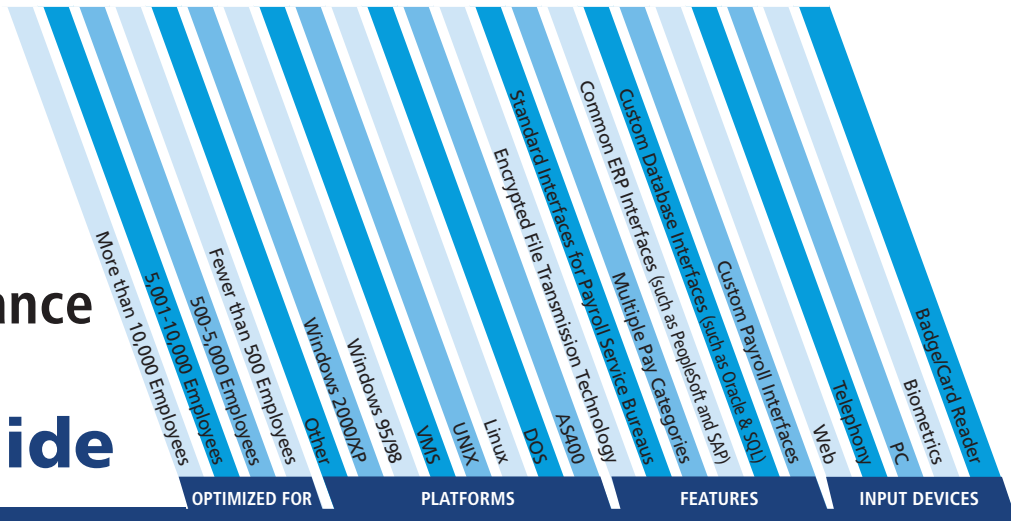 ance
ide
More than 10,000 Employees
5,001-10,000 Employees
500-5,000 Employees
Fewer than 500 Employees
Other
Windows 2000/XP
Windows 95/98
VMS
UNIX
Linux
DOS
AS400
Encrypted File Transmission Technology
Standard Interfaces for Payroll Service Bureaus
Multiple Pay Categories
Common ERP Interfaces (such as PeopleSoft and SAP)
Custom Database Interfaces (such as Oracle & SQL)
Custom Payroll Interfaces
Web
Telephony
PC
Biometrics
Badge/Card Reader
OPTIMIZED FOR
PLATFORMS
FEATURES
INPUT DEVICES